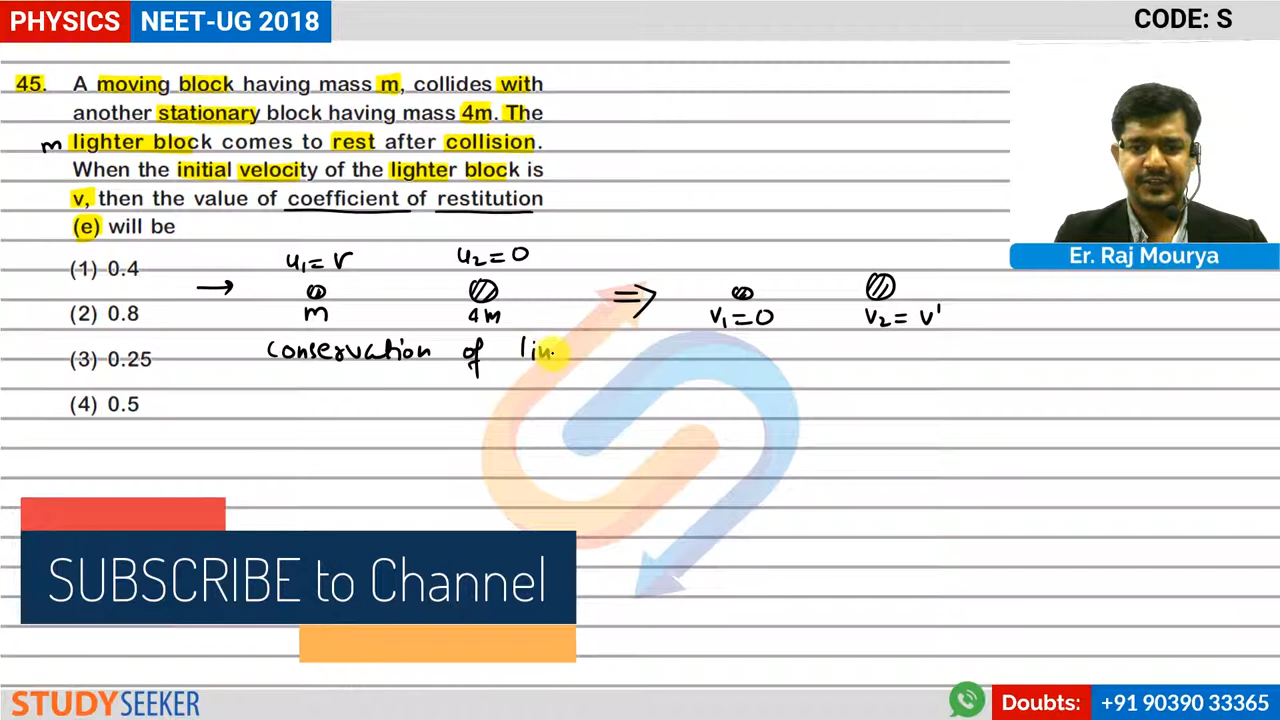 PHYSICS NEET-UG 2018
CODE: S
45. A moving block having mass m, collides with
another stationary block having mass 4m. The
m lighter block comes to rest after collision.
When the initial velocity of the lighter block is
v, then the value of coefficient of restitution
(e) will be
Er. Raj Mourya
(1) 0.4
(2) 0.8
(3) 0.25
(4) 0.5
u₁= v u₂=0
→ m 4m ⇒ v₁=0 v₂= v'
conservation of lin
SUBSCRIBE to Channel
STUDYSEEKER
Doubts: +91 90390 33365